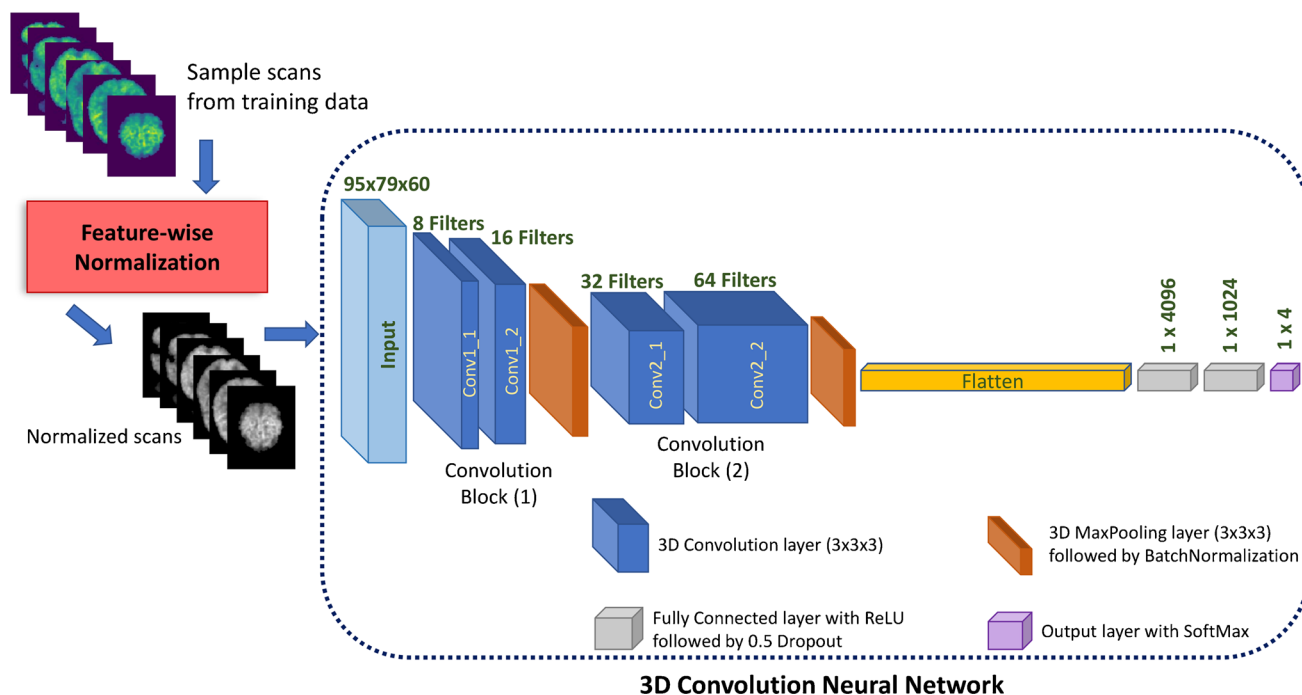 Sample scans
from training data
Feature-wise
Normalization
Normalized scans
95x79x60
8 Filters
16 Filters
32 Filters
64 Filters
1 x 4096
1 x 1024
1 x 4
Input
Conv1_1
Conv1_2
Conv2_1
Conv2_2
Flatten
Convolution
Block (1)
Convolution
Block (2)
3D Convolution layer (3x3x3)
3D MaxPooling layer (3x3x3)
followed by BatchNormalization
Fully Connected layer with ReLU
followed by 0.5 Dropout
Output layer with SoftMax
3D Convolution Neural Network